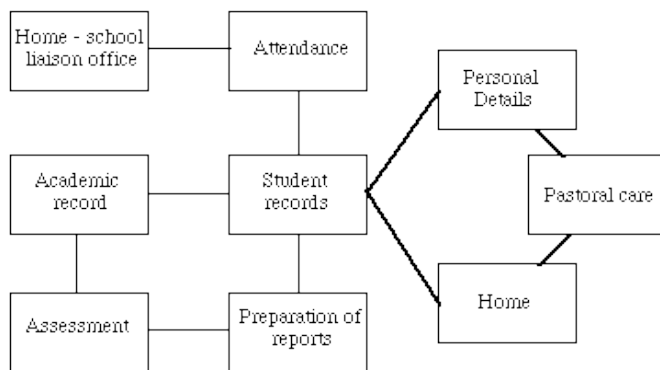 Home - school
liaison office
Attendance
Personal
Details
Academic
record
Student
records
Pastoral care
Assessment
Preparation of
reports
Home